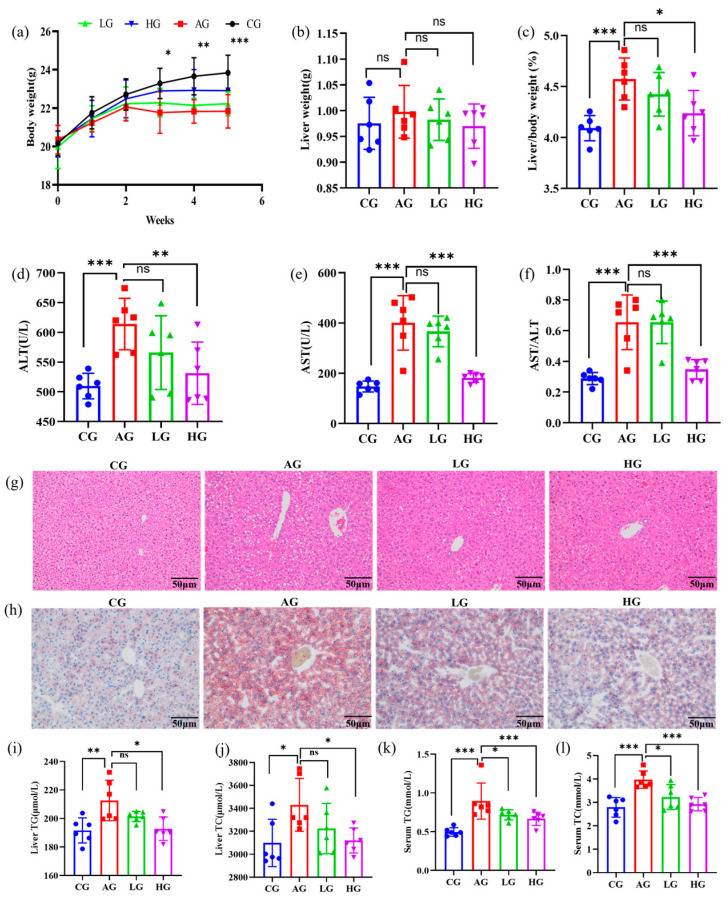 (a)
LG
HG
AG
CG
Body weight(g)
26
24
22
20
18
*
**
***
0
2
4
6
Weeks
(b)
Liver weight(g)
1.10
1.05
1.00
0.95
0.90
0.85
ns
ns
ns
CG
AG
LG
HG
(c)
Liver/body weight (%)
5.0
4.5
4.0
3.5
***
ns
*
CG
AG
LG
HG
(d)
ALT(U/L)
700
650
600
550
500
450
***
ns
**
CG
AG
LG
HG
(e)
AST(U/L)
600
400
200
0
***
ns
***
CG
AG
LG
HG
(f)
AST/ALT
1.0
0.8
0.6
0.4
0.2
0.0
***
ns
***
CG
AG
LG
HG
(g)
CG
AG
LG
HG
50μm
50μm
50μm
50μm
(h)
CG
AG
LG
HG
50μm
50μm
50μm
50μm
(i)
Liver TG(μmol/L)
240
220
200
180
160
**
ns
*
CG
AG
LG
HG
(j)
Liver TC(μmol/L)
3800
3600
3400
3200
3000
2800
*
ns
*
CG
AG
LG
HG
(k)
Serum TG(mmol/L)
1.5
1.0
0.5
0.0
***
*
***
CG
AG
LG
HG
(l)
Serum TC(mmol/L)
5
4
3
2
1
0
***
*
***
CG
AG
LG
HG